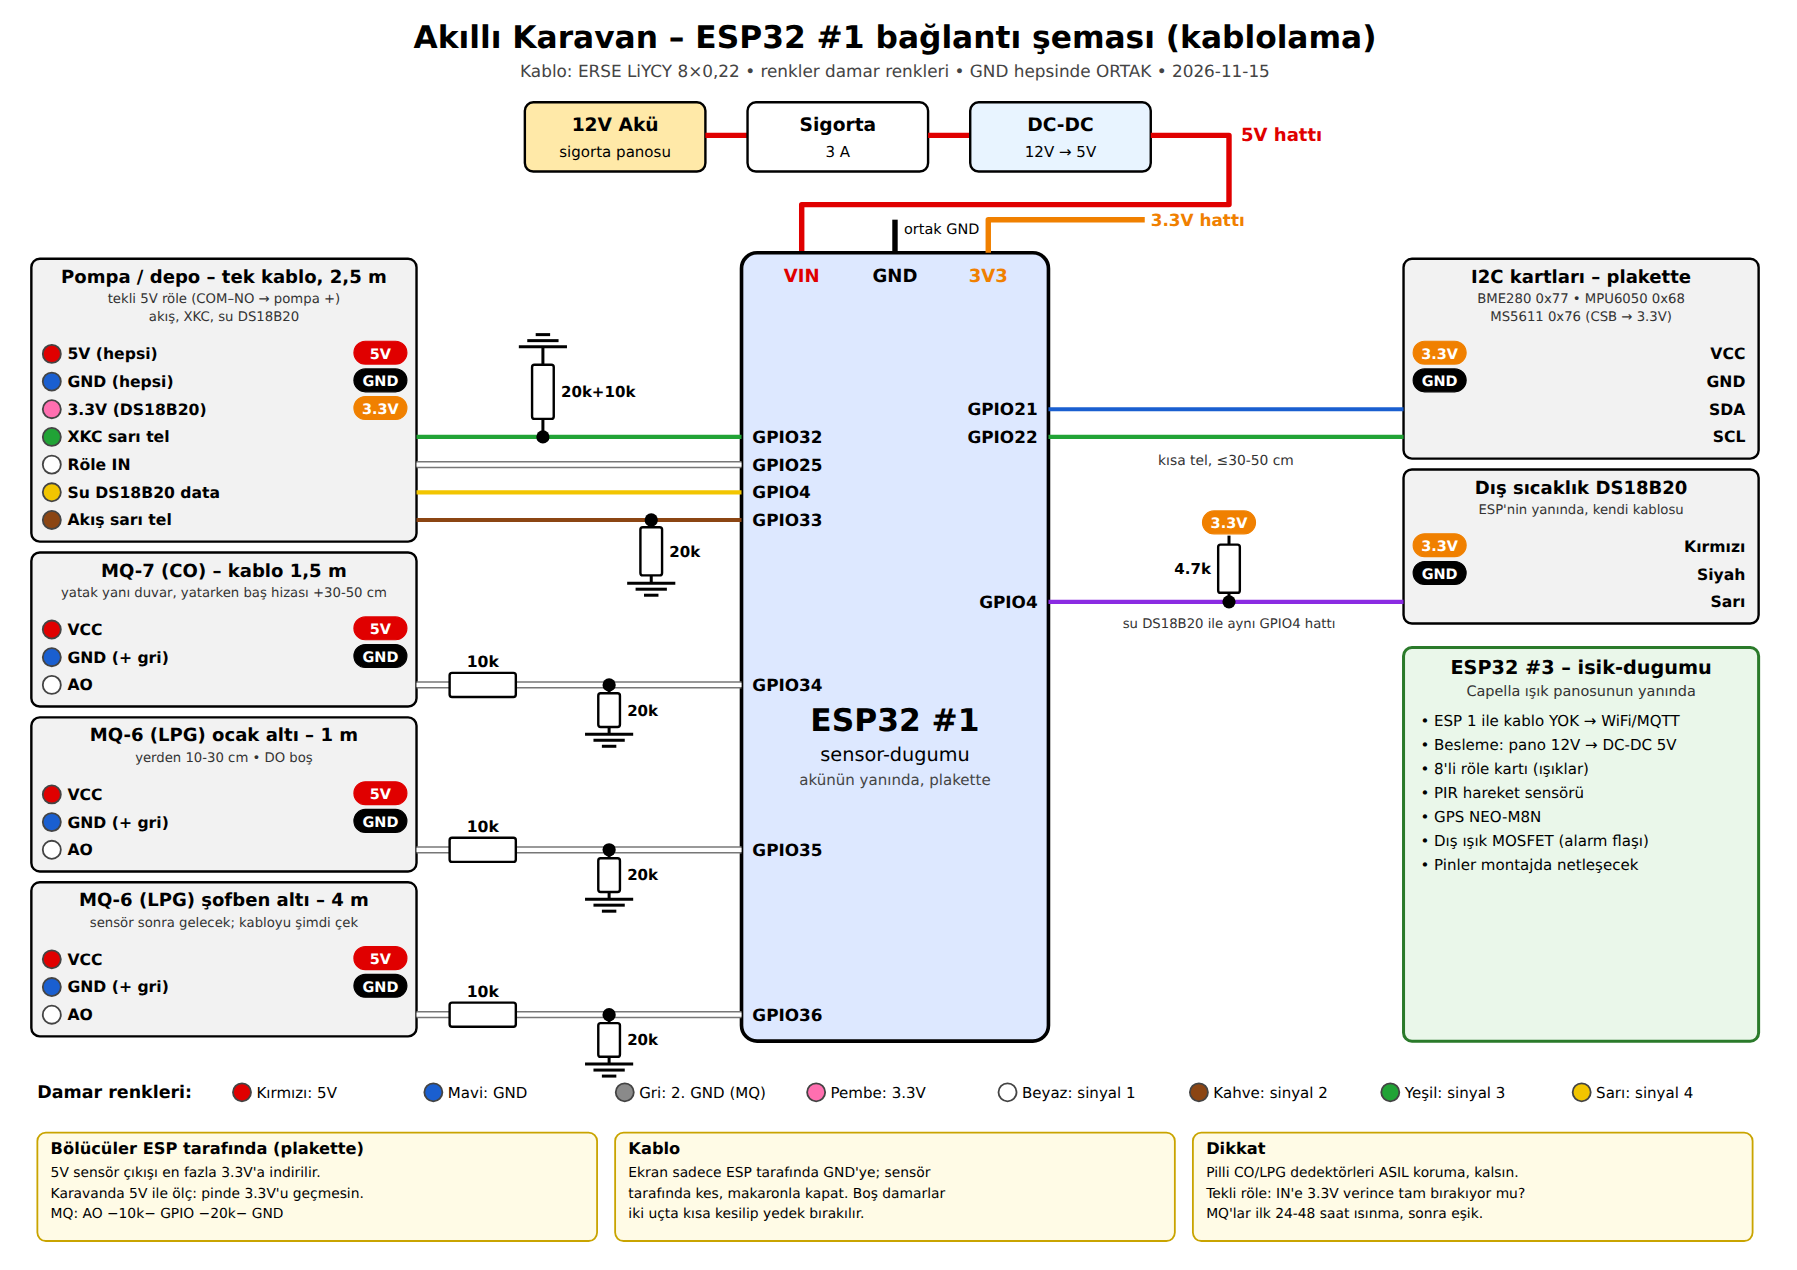 Akıllı Karavan – ESP32 #1 bağlantı şeması (kablolama)
Kablo: ERSE LiYCY 8×0,22 • renkler damar renkleri • GND hepsinde ORTAK • 2026-11-15
12V Akü
sigorta panosu
Sigorta
3 A
DC-DC
12V → 5V
5V hattı
3.3V hattı
ortak GND
Pompa / depo – tek kablo, 2,5 m
tekli 5V röle (COM–NO → pompa +)
akış, XKC, su DS18B20
5V (hepsi) 5V
GND (hepsi) GND
3.3V (DS18B20) 3.3V
XKC sarı tel
Röle IN
Su DS18B20 data
Akış sarı tel
20k+10k
20k
MQ-7 (CO) – kablo 1,5 m
yatak yanı duvar, yatarken baş hizası +30-50 cm
VCC 5V
GND (+ gri) GND
AO
10k
20k
MQ-6 (LPG) ocak altı – 1 m
yerden 10-30 cm • DO boş
VCC 5V
GND (+ gri) GND
AO
10k
20k
MQ-6 (LPG) şofben altı – 4 m
sensör sonra gelecek; kabloyu şimdi çek
VCC 5V
GND (+ gri) GND
AO
10k
20k
VIN GND 3V3
GPIO21
GPIO32 GPIO22
GPIO25
GPIO4
GPIO33
GPIO4
GPIO34
ESP32 #1
sensor-dugumu
akünün yanında, plakette
GPIO35
GPIO36
kısa tel, ≤30-50 cm
3.3V
4.7k
su DS18B20 ile aynı GPIO4 hattı
I2C kartları – plakette
BME280 0x77 • MPU6050 0x68
MS5611 0x76 (CSB → 3.3V)
3.3V VCC
GND GND
SDA
SCL
Dış sıcaklık DS18B20
ESP'nin yanında, kendi kablosu
3.3V Kırmızı
GND Siyah
Sarı
ESP32 #3 – isik-dugumu
Capella ışık panosunun yanında
• ESP 1 ile kablo YOK → WiFi/MQTT
• Besleme: pano 12V → DC-DC 5V
• 8'li röle kartı (ışıklar)
• PIR hareket sensörü
• GPS NEO-M8N
• Dış ışık MOSFET (alarm flaşı)
• Pinler montajda netleşecek
Damar renkleri: Kırmızı: 5V Mavi: GND Gri: 2. GND (MQ) Pembe: 3.3V Beyaz: sinyal 1 Kahve: sinyal 2 Yeşil: sinyal 3 Sarı: sinyal 4
Bölücüler ESP tarafında (plakette)
5V sensör çıkışı en fazla 3.3V'a indirilir.
Karavanda 5V ile ölç: pinde 3.3V'u geçmesin.
MQ: AO −10k− GPIO −20k− GND
Kablo
Ekran sadece ESP tarafında GND'ye; sensör
tarafında kes, makaronla kapat. Boş damarlar
iki uçta kısa kesilip yedek bırakılır.
Dikkat
Pilli CO/LPG dedektörleri ASIL koruma, kalsın.
Tekli röle: IN'e 3.3V verince tam bırakıyor mu?
MQ'lar ilk 24-48 saat ısınma, sonra eşik.